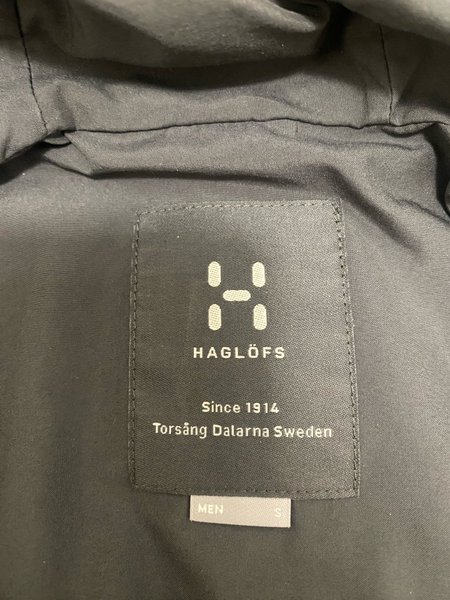 HAGLÖFS
Since 1914
Torsång Dalarna Sweden
MEN S